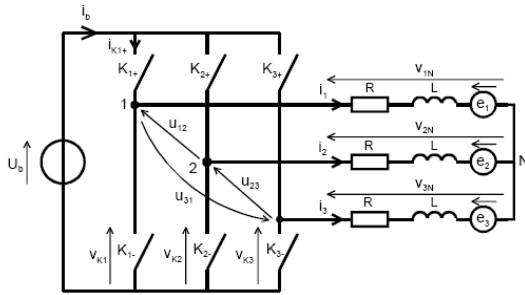 i_b
i_K1+
K_1+
K_2+
K_3+
v_1N
i_1
R
L
e_1
1
u_12
v_2N
U_b
2
i_2
R
L
e_2
N
u_31
u_23
v_3N
i_3
R
L
e_3
v_K1
K_1-
v_K2
K_2-
v_K3
K_3-